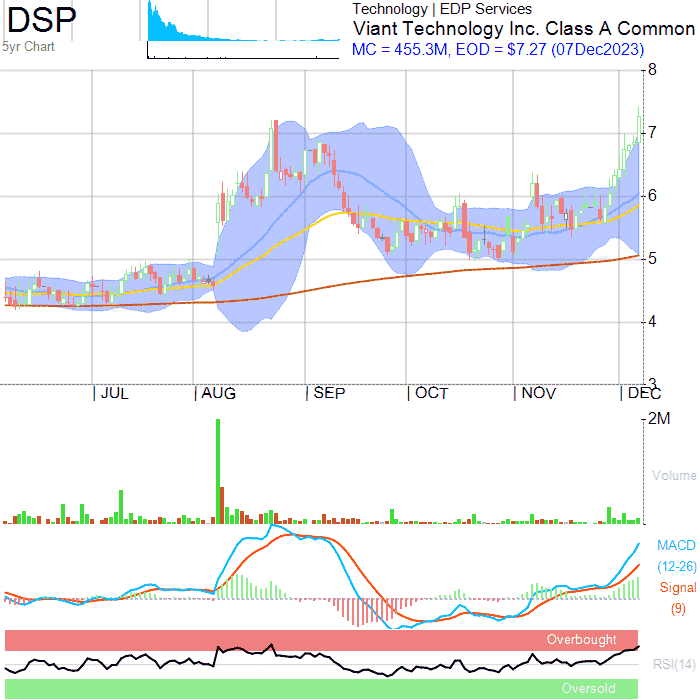 DSP
5yr Chart
Technology | EDP Services
Viant Technology Inc. Class A Common
MC = 455.3M, EOD = $7.27 (07Dec2023)
8
7
6
5
4
3
JUL AUG SEP OCT NOV DEC
2M
Volume
MACD
(12-26)
Signal
(9)
Overbought
RSI(14)
Oversold